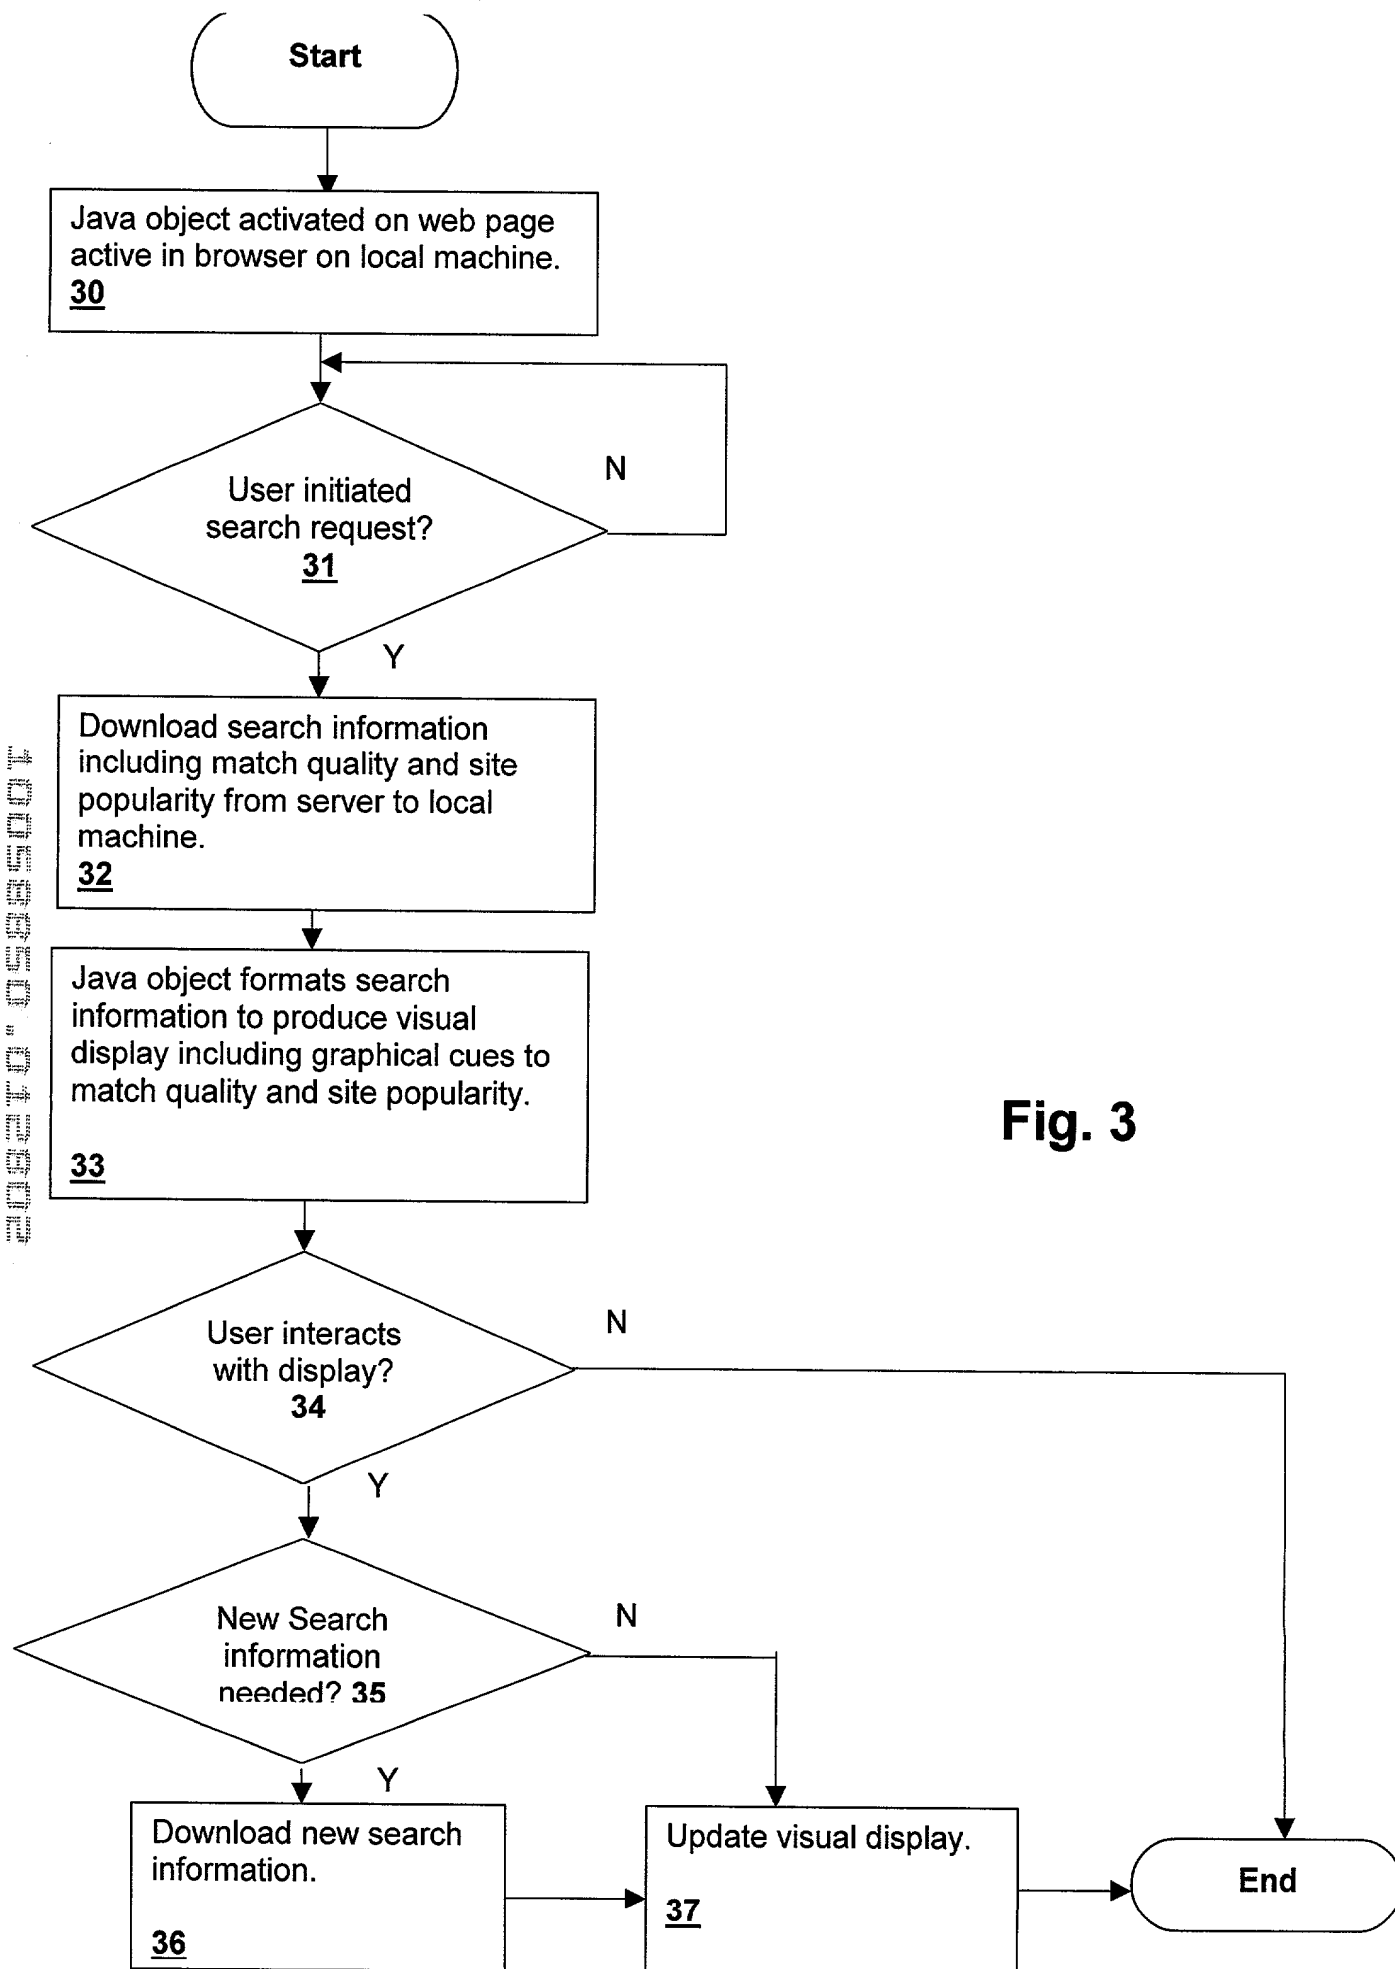 Start
Java object activated on web page
active in browser on local machine.
30
N
User initiated
search request?
31
Y
Download search information
including match quality and site
popularity from server to local
machine.
32
Java object formats search
information to produce visual
display including graphical cues to
match quality and site popularity.
33
Fig. 3
N
User interacts
with display?
34
Y
N
New Search
information
needed? 35
Y
Download new search
information.
36
Update visual display.
37
End
10058850.012802